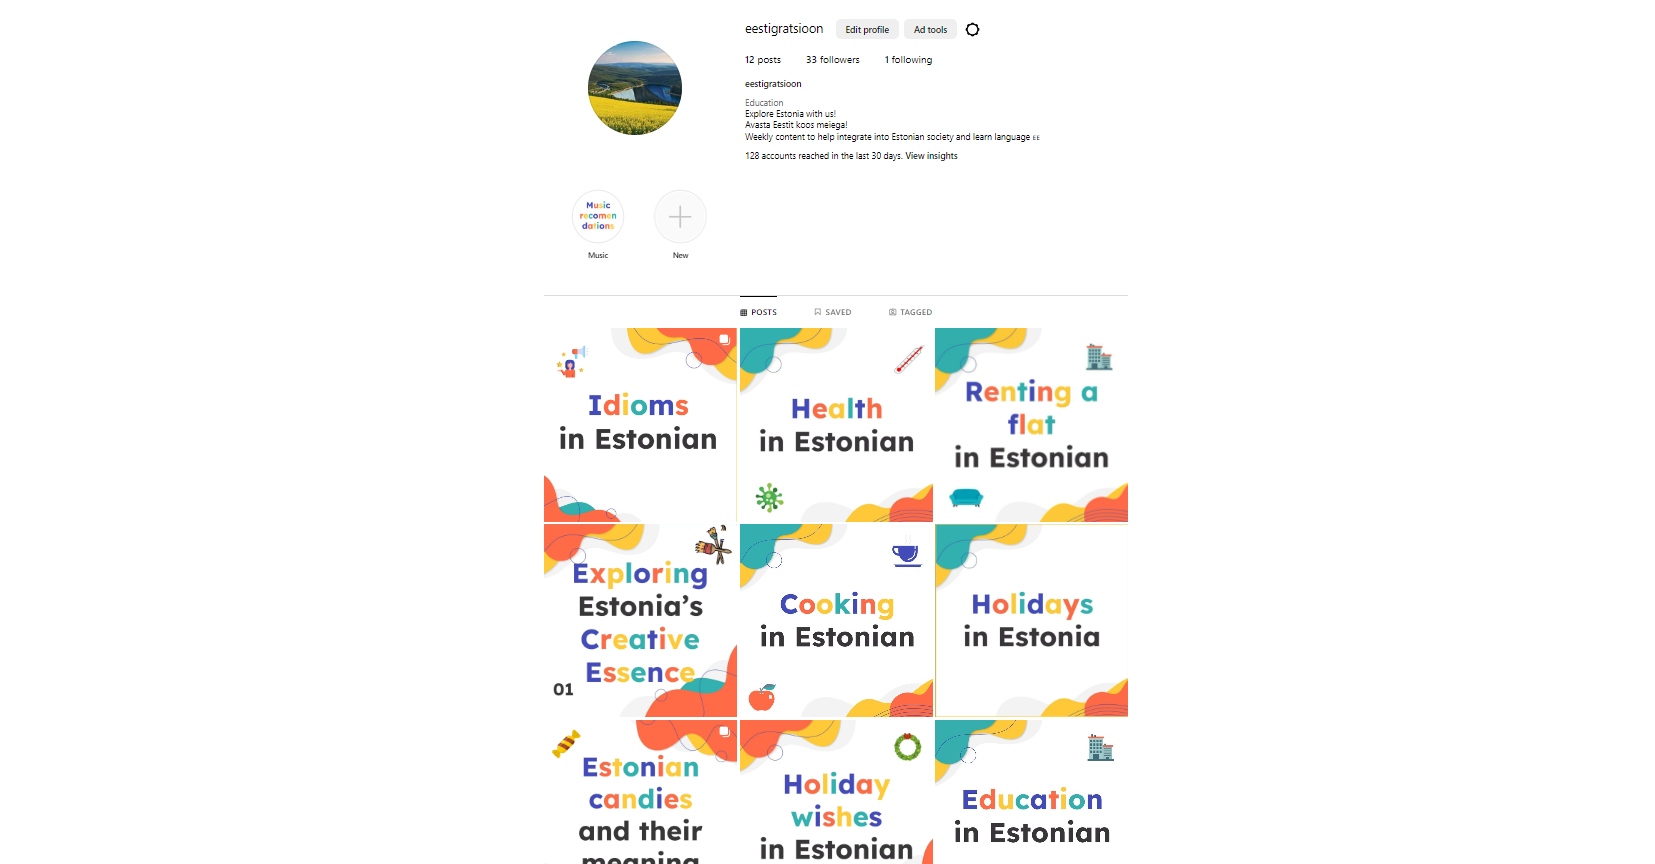 eestigratsioon Edit profile Ad tools
12 posts 33 followers 1 following
eestigratsioon
Education
Explore Estonia with us!
Avasta Eestit koos meiega!
Weekly content to help integrate into Estonian society and learn language EE
128 accounts reached in the last 30 days. View insights
Music
recomen
dations
Music New
POSTS SAVED TAGGED
Idioms
in Estonian
Health
in Estonian
Renting a
flat
in Estonian
Exploring
Estonia’s
Creative
Essence
01
Cooking
in Estonian
Holidays
in Estonia
Estonian
candies
and their
meaning
Holiday
wishes
in Estonian
Education
in Estonian